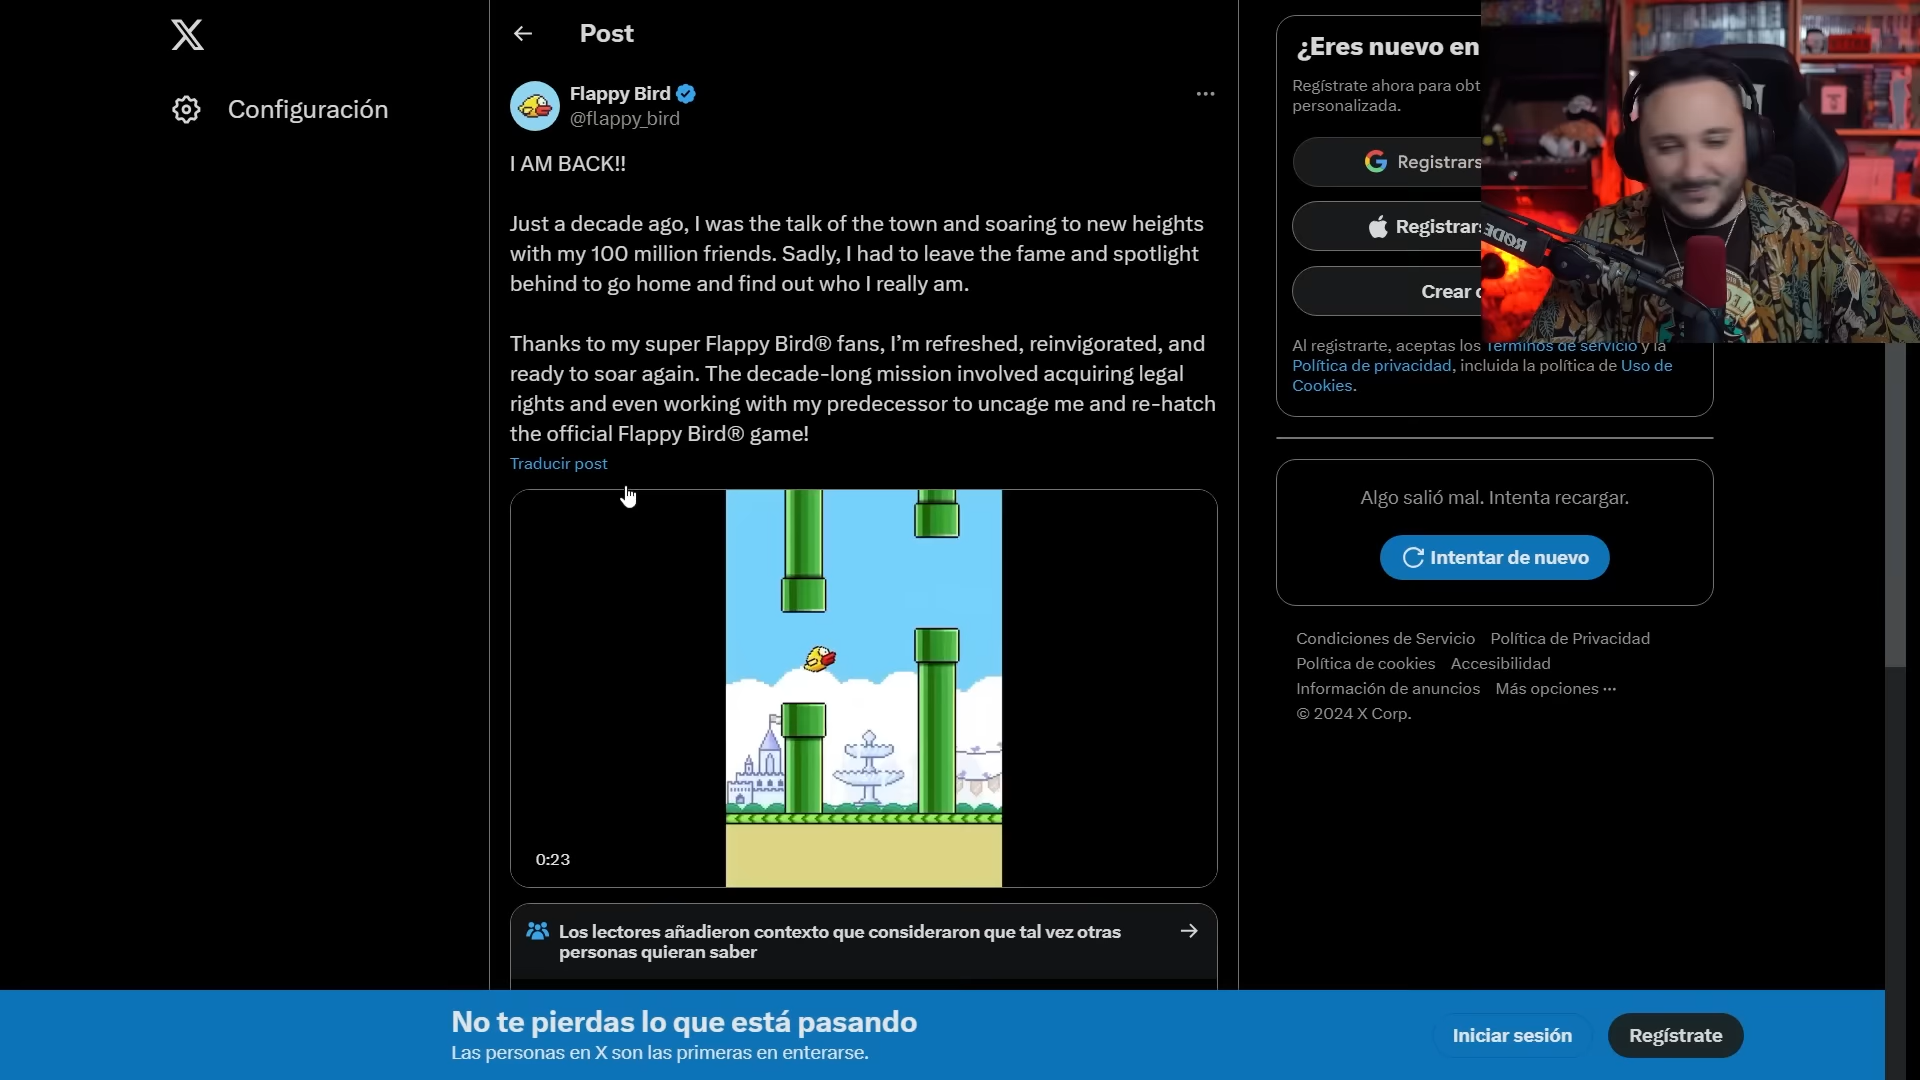 Configuración
Post
Flappy Bird
@flappy_bird
I AM BACK!!
Just a decade ago, I was the talk of the town and soaring to new heights
with my 100 million friends. Sadly, I had to leave the fame and spotlight
behind to go home and find out who I really am.
Thanks to my super Flappy Bird® fans, I’m refreshed, reinvigorated, and
ready to soar again. The decade-long mission involved acquiring legal
rights and even working with my predecessor to uncage me and re-hatch
the official Flappy Bird® game!
Traducir post
0:23
Los lectores añadieron contexto que consideraron que tal vez otras
personas quieran saber
¿Eres nuevo en
Regístrate ahora para obt
personalizada.
Registrars
Registrars
Crear c
RØDE
Al registrarte, aceptas los Términos de servicio y la
Política de privacidad, incluida la política de Uso de
Cookies.
Algo salió mal. Intenta recargar.
Intentar de nuevo
Condiciones de Servicio Política de Privacidad
Política de cookies Accesibilidad
Información de anuncios Más opciones ···
© 2024 X Corp.
No te pierdas lo que está pasando
Las personas en X son las primeras en enterarse.
Iniciar sesión
Regístrate